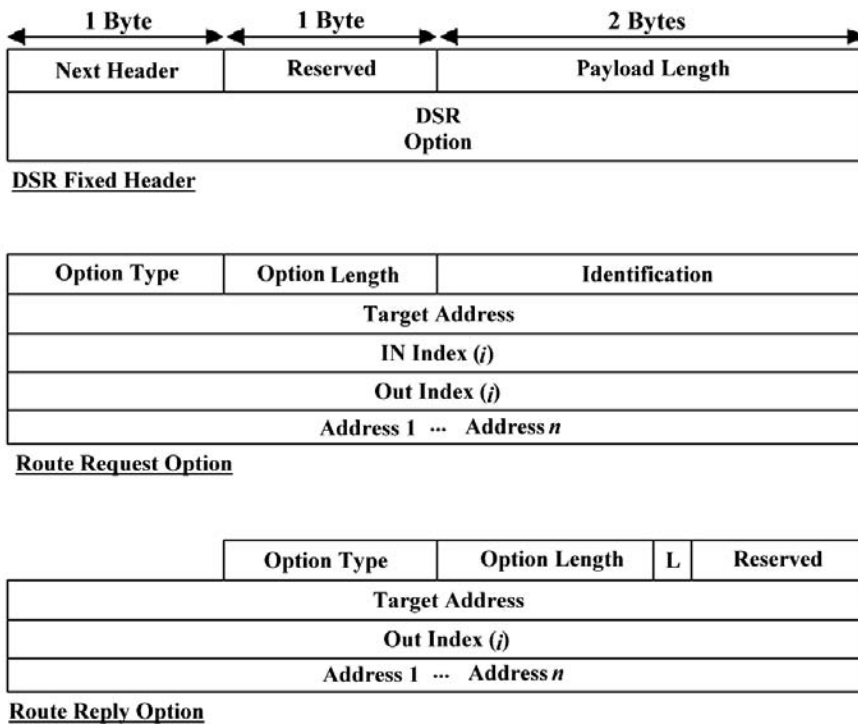 1 Byte 1 Byte 2 Bytes
Next Header Reserved Payload Length
DSR
Option
DSR Fixed Header
Option Type Option Length Identification
Target Address
IN Index (i)
Out Index (i)
Address 1 ... Address n
Route Request Option
Option Type Option Length L Reserved
Target Address
Out Index (i)
Address 1 ... Address n
Route Reply Option